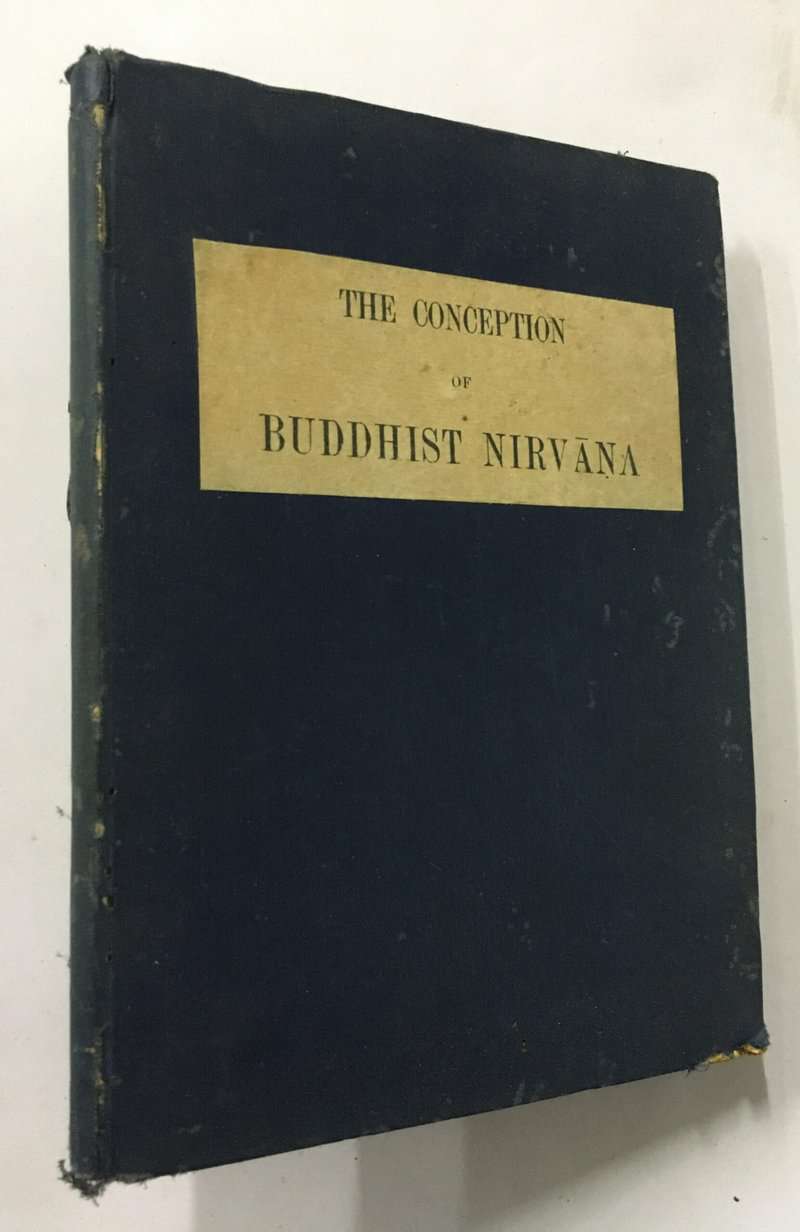 THE CONCEPTION
OF
BUDDHIST NIRVĀṆA